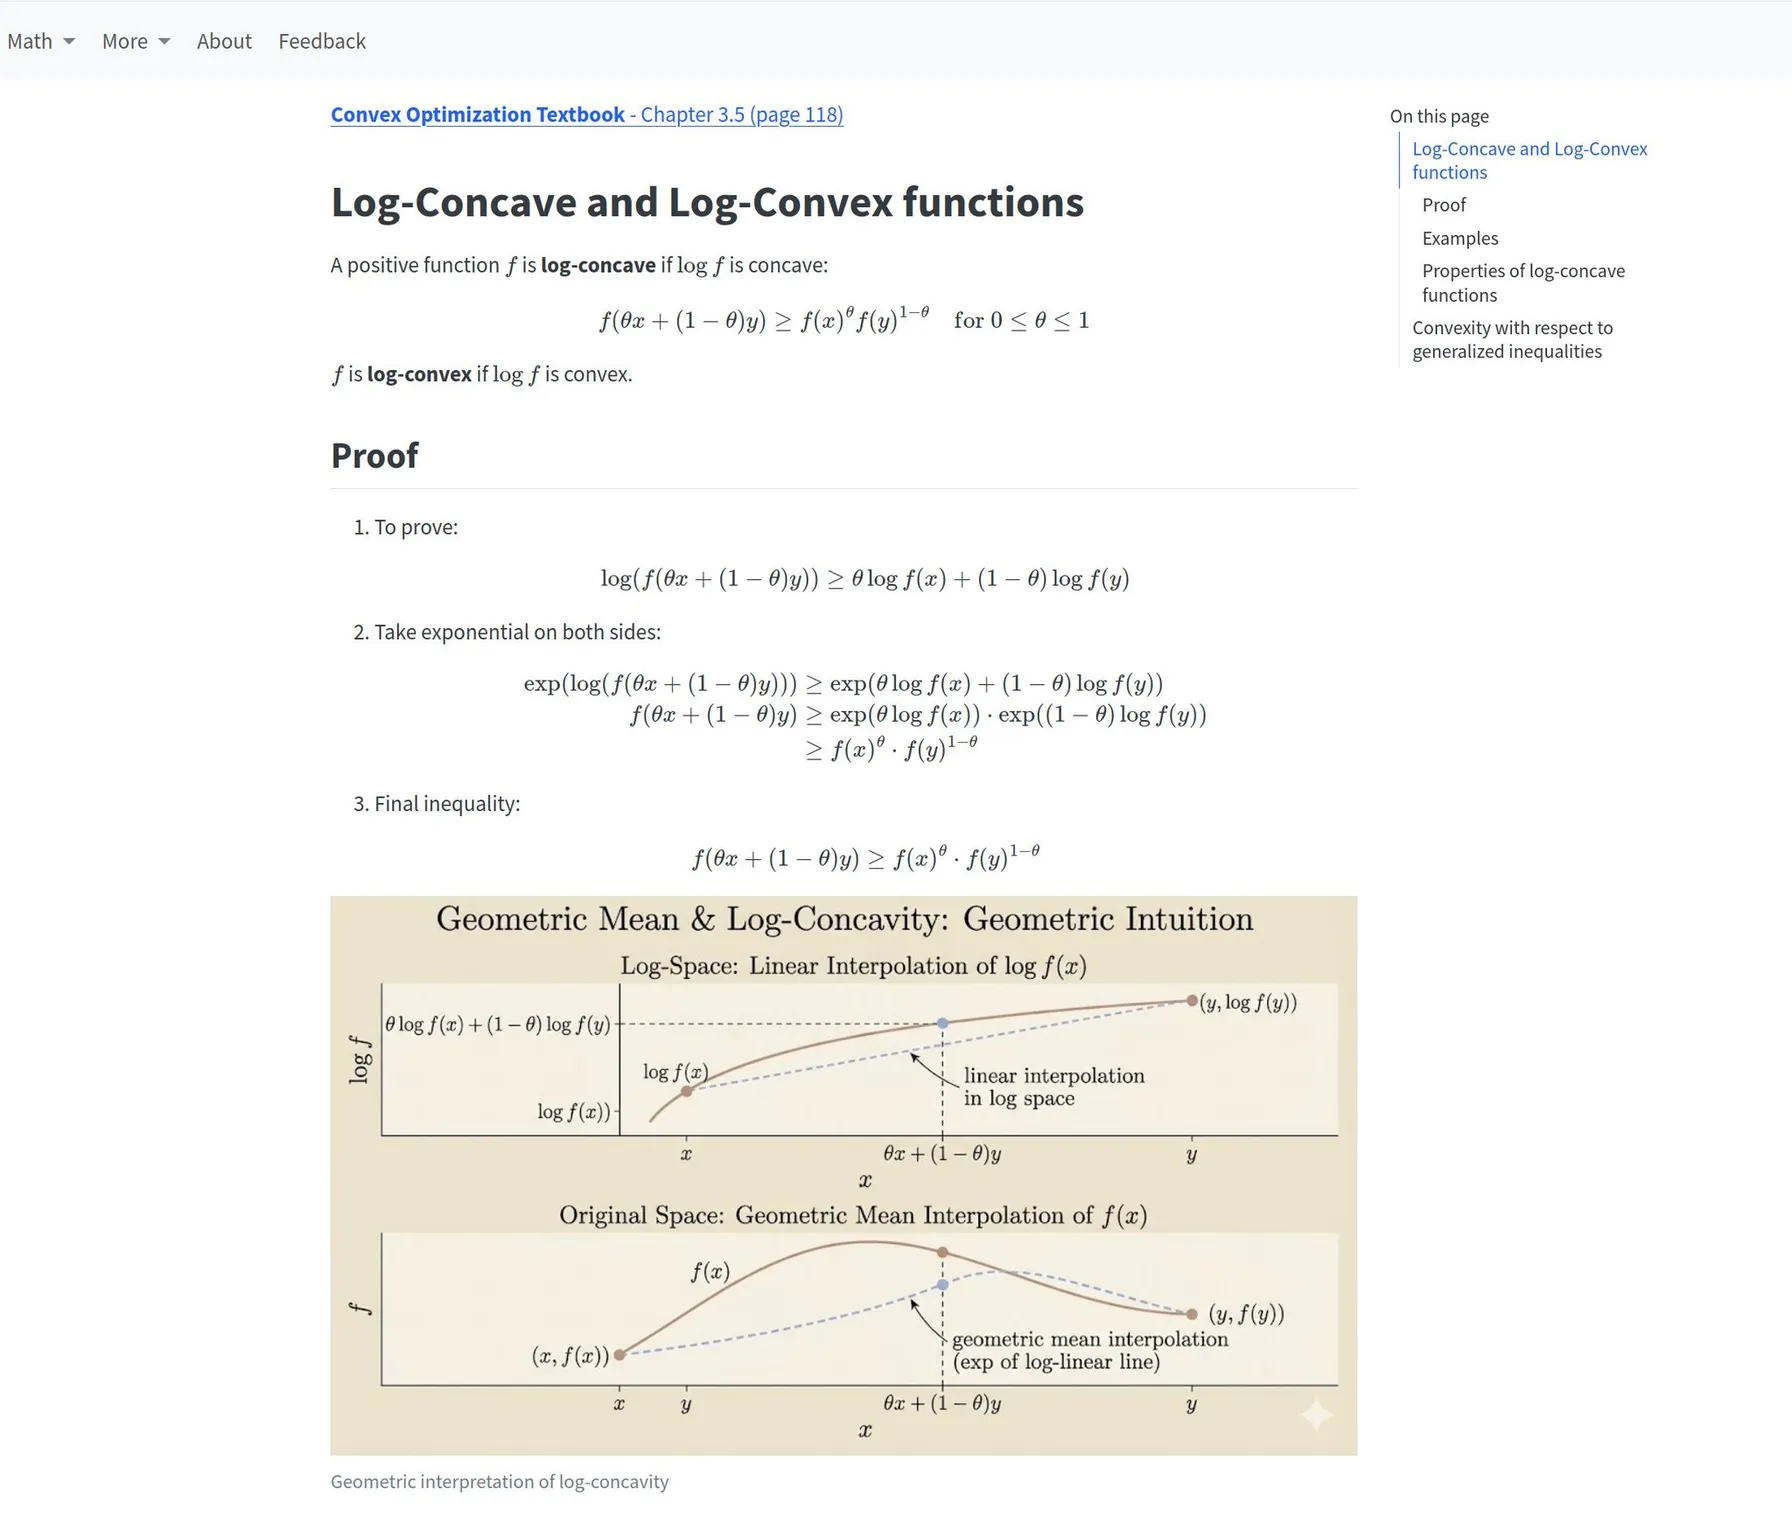 Math More About Feedback
Convex Optimization Textbook - Chapter 3.5 (page 118)
Log-Concave and Log-Convex functions
A positive function f is log-concave if log f is concave:
f(θx + (1 − θ)y) ≥ f(x)^θ f(y)^{1−θ} for 0 ≤ θ ≤ 1
f is log-convex if log f is convex.
Proof
1. To prove:
log(f(θx + (1 − θ)y)) ≥ θ log f(x) + (1 − θ) log f(y)
2. Take exponential on both sides:
exp(log(f(θx + (1 − θ)y))) ≥ exp(θ log f(x) + (1 − θ) log f(y))
f(θx + (1 − θ)y) ≥ exp(θ log f(x)) · exp((1 − θ) log f(y))
≥ f(x)^θ · f(y)^{1−θ}
3. Final inequality:
f(θx + (1 − θ)y) ≥ f(x)^θ · f(y)^{1−θ}
Geometric Mean & Log-Concavity: Geometric Intuition
Log-Space: Linear Interpolation of log f(x)
log f
θ log f(x) + (1 − θ) log f(y)
(y, log f(y))
log f(x)
log f(x))
linear interpolation
in log space
x
θx + (1 − θ)y
y
x
Original Space: Geometric Mean Interpolation of f(x)
f
f(x)
(x, f(x))
(y, f(y))
geometric mean interpolation
(exp of log-linear line)
x
y
θx + (1 − θ)y
y
x
Geometric interpretation of log-concavity
On this page
Log-Concave and Log-Convex
functions
Proof
Examples
Properties of log-concave
functions
Convexity with respect to
generalized inequalities